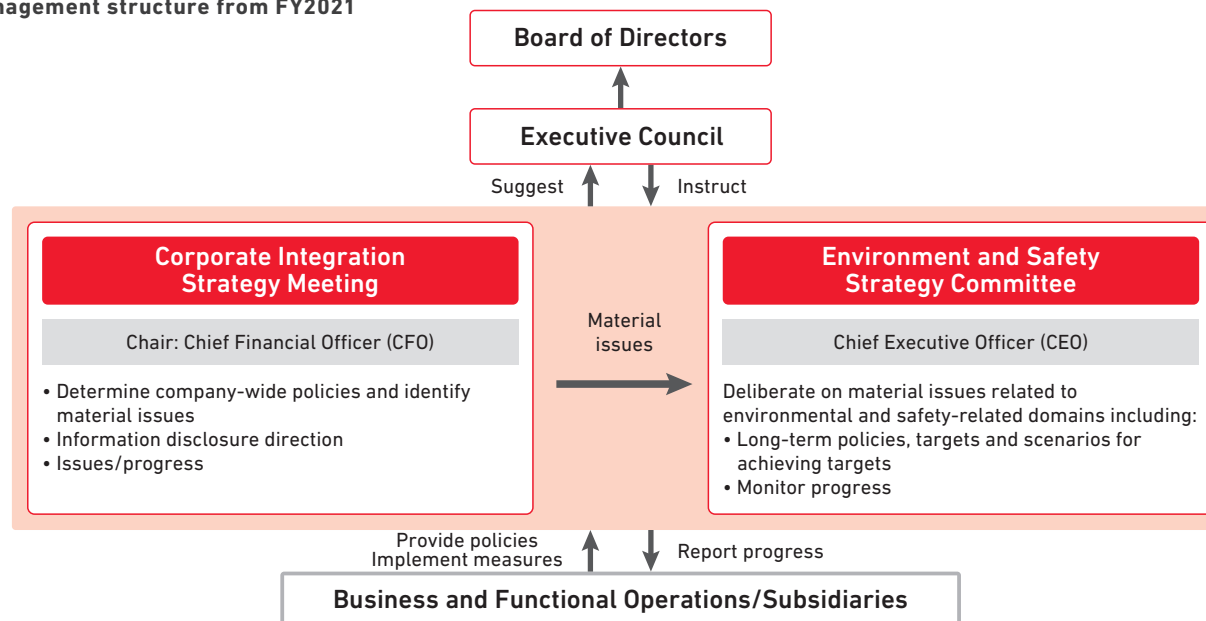 nagement structure from FY2021
Board of Directors
Executive Council
Suggest
Instruct
Corporate Integration
Strategy Meeting
Chair: Chief Financial Officer (CFO)
• Determine company-wide policies and identify
material issues
• Information disclosure direction
• Issues/progress
Material
issues
Environment and Safety
Strategy Committee
Chief Executive Officer (CEO)
Deliberate on material issues related to
environmental and safety-related domains including:
• Long-term policies, targets and scenarios for
achieving targets
• Monitor progress
Provide policies
Implement measures
Report progress
Business and Functional Operations/Subsidiaries